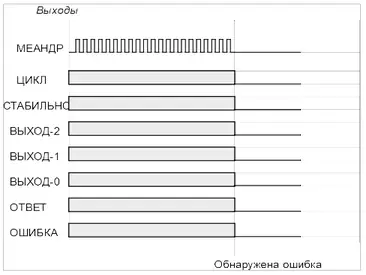 Выходы
МЕАНДР
ЦИКЛ
СТАБИЛЬНО
ВЫХОД-2
ВЫХОД-1
ВЫХОД-0
ОТВЕТ
ОШИБКА
Обнаружена ошибка